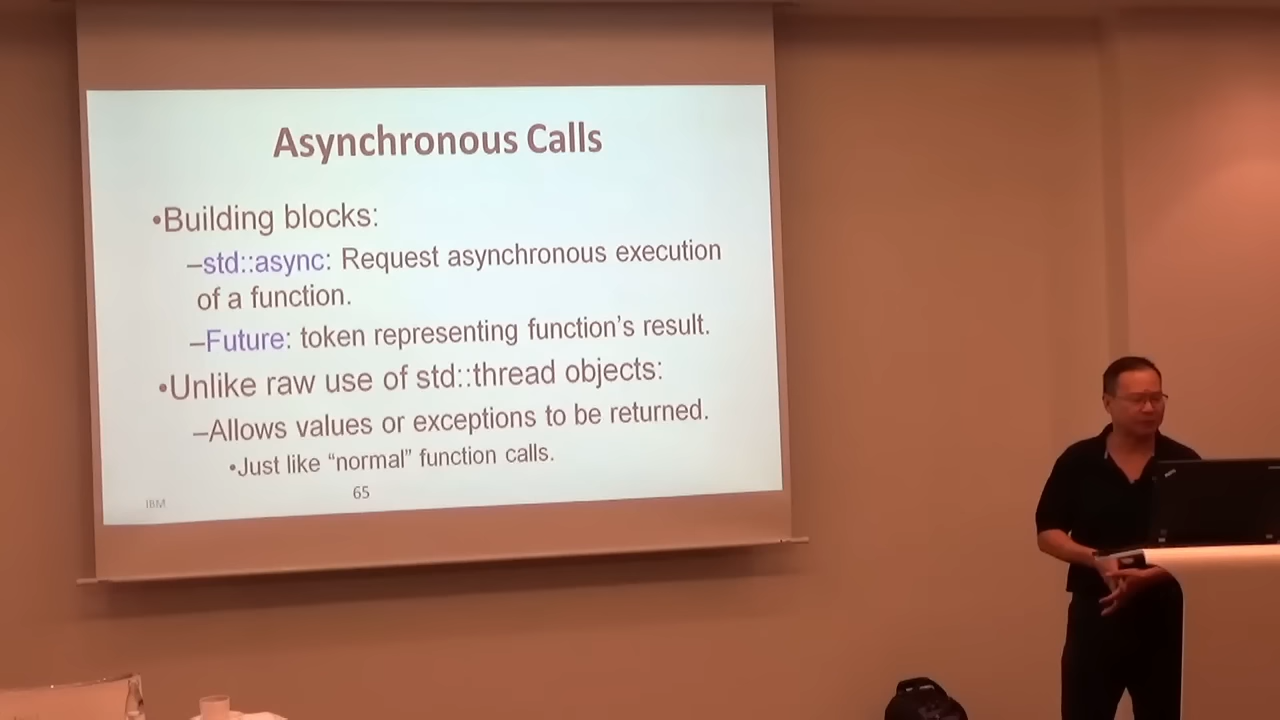 Asynchronous Calls
•Building blocks:
–std::async: Request asynchronous execution
of a function.
–Future: token representing function’s result.
•Unlike raw use of std::thread objects:
–Allows values or exceptions to be returned.
•Just like “normal” function calls.
IBM
65